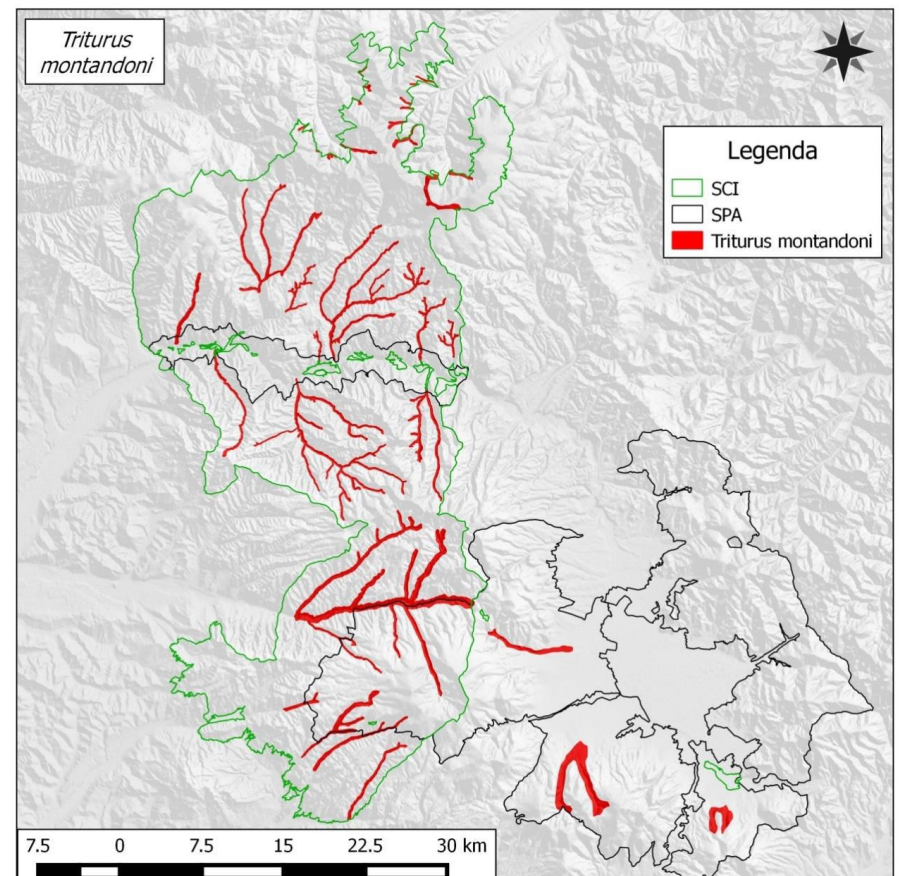 Triturus
montandoni
Legenda
SCI
SPA
Triturus montandoni
7.5 0 7.5 15 22.5 30 km